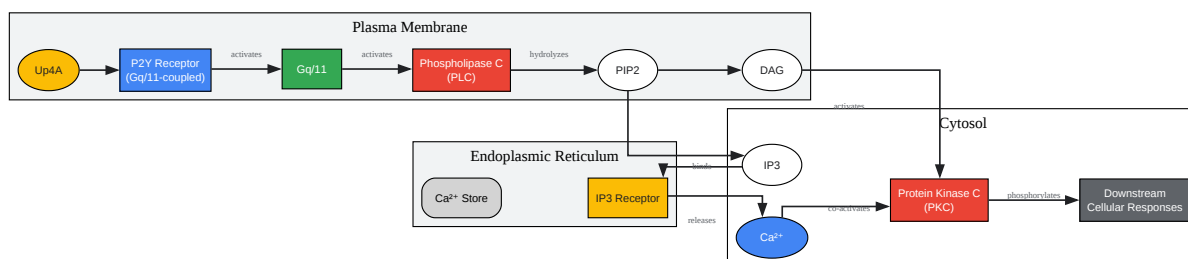 Plasma Membrane
Up4A
P2Y Receptor
(Gq/11-coupled)
activates
Gq/11
activates
Phospholipase C
(PLC)
hydrolyzes
PIP2
DAG
activates
Cytosol
Endoplasmic Reticulum
Ca²⁺ Store
IP3 Receptor
binds
IP3
releases
Ca²⁺
co-activates
Protein Kinase C
(PKC)
phosphorylates
Downstream
Cellular Responses